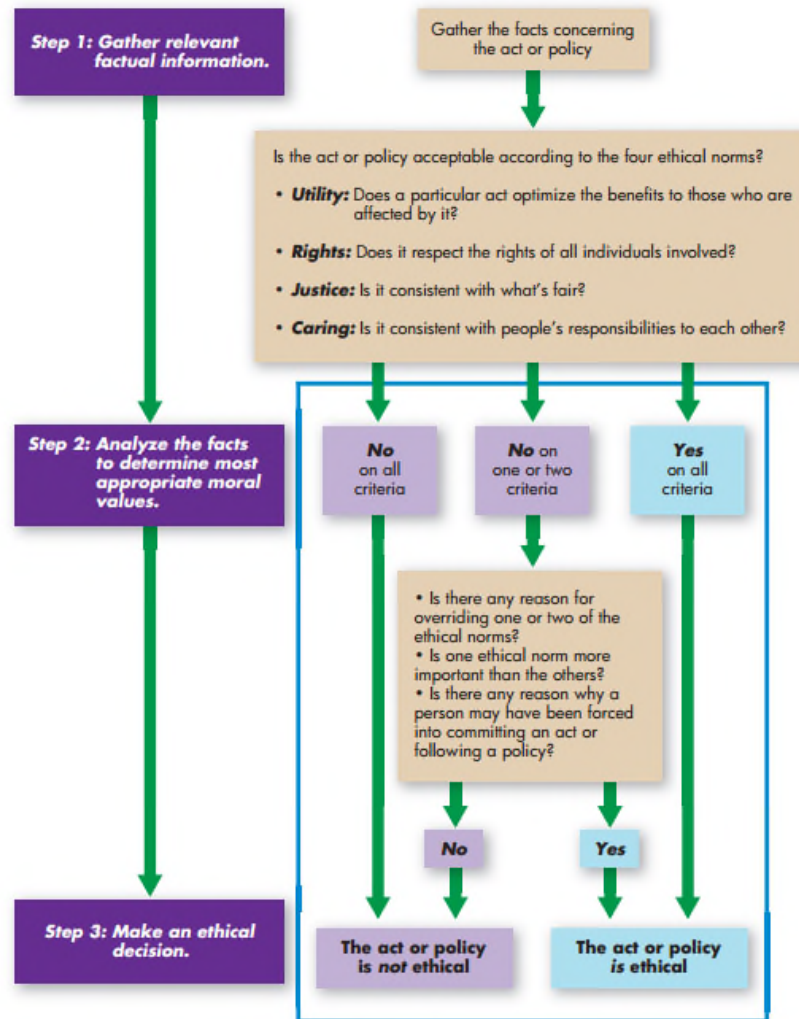 Step 1: Gather relevant
factual information.
Gather the facts concerning
the act or policy
Is the act or policy acceptable according to the four ethical norms?
• Utility: Does a particular act optimize the benefits to those who are
affected by it?
• Rights: Does it respect the rights of all individuals involved?
• Justice: Is it consistent with what's fair?
• Caring: Is it consistent with people's responsibilities to each other?
Step 2: Analyze the facts
to determine most
appropriate moral
values.
No
on all
criteria
No on
one or two
criteria
Yes
on all
criteria
• Is there any reason for
overriding one or two of the
ethical norms?
• Is one ethical norm more
important than the others?
• Is there any reason why a
person may have been forced
into committing an act or
following a policy?
No
Yes
Step 3: Make an ethical
decision.
The act or policy
is not ethical
The act or policy
is ethical